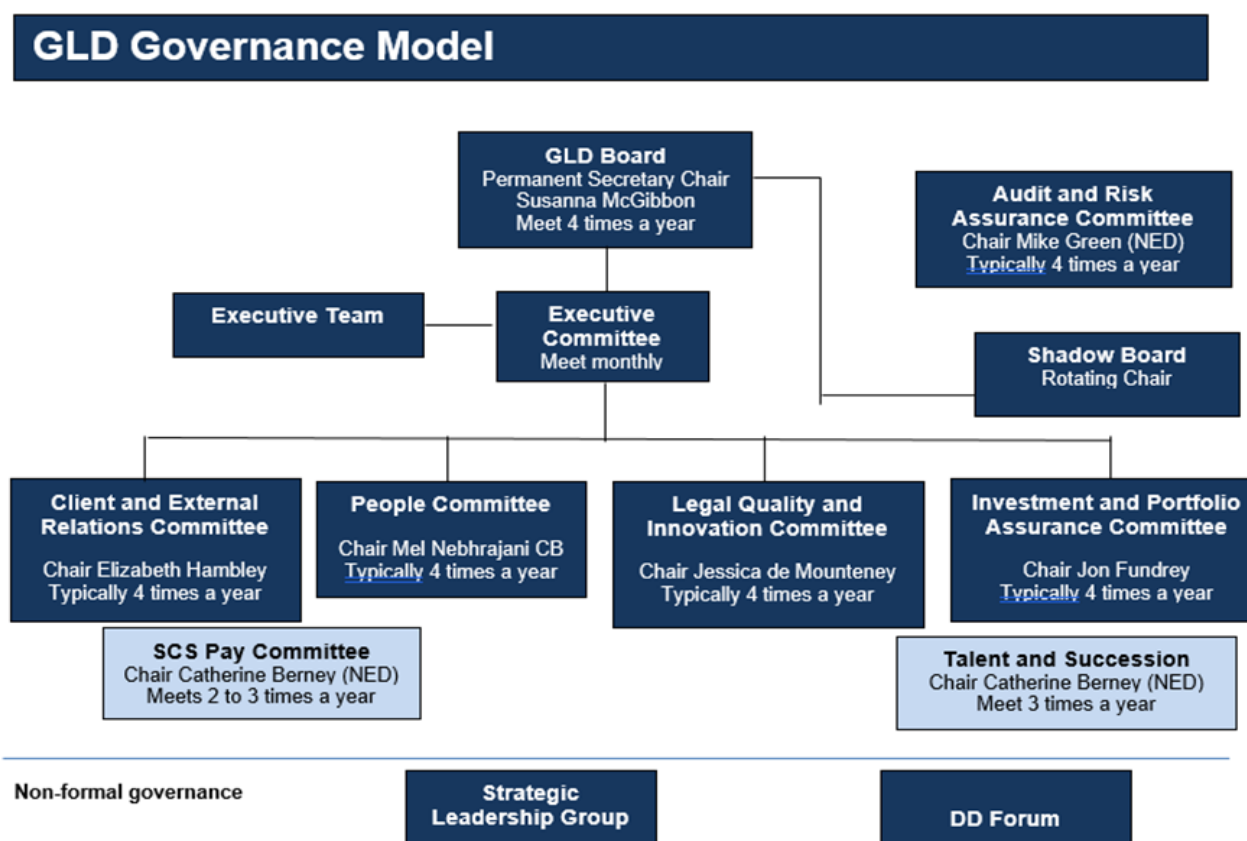 GLD Governance Model
GLD Board
Permanent Secretary Chair
Susanna McGibbon
Meet 4 times a year
Audit and Risk
Assurance Committee
Chair Mike Green (NED)
Typically 4 times a year
Executive Team
Executive
Committee
Meet monthly
Shadow Board
Rotating Chair
Client and External
Relations Committee
Chair Elizabeth Hambley
Typically 4 times a year
People Committee
Chair Mel Nebhrajani CB
Typically 4 times a year
Legal Quality and
Innovation Committee
Chair Jessica de Mounteney
Typically 4 times a year
Investment and Portfolio
Assurance Committee
Chair Jon Fundrey
Typically 4 times a year
SCS Pay Committee
Chair Catherine Berney (NED)
Meets 2 to 3 times a year
Talent and Succession
Chair Catherine Berney (NED)
Meet 3 times a year
Non-formal governance
Strategic
Leadership Group
DD Forum